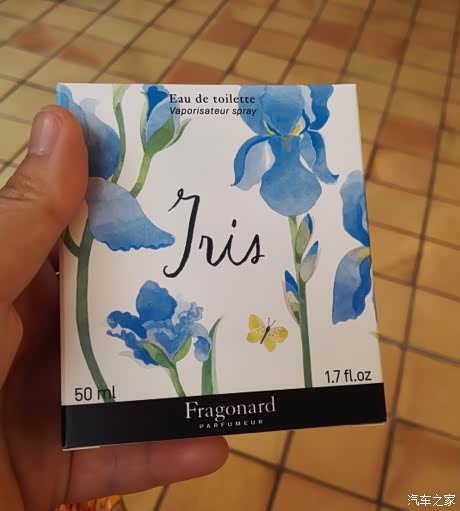 Eau de toilette
Vaporisateur spray
Iris
50 ml
1.7 fl.oz
Fragonard
PARFUMEUR
汽车之家